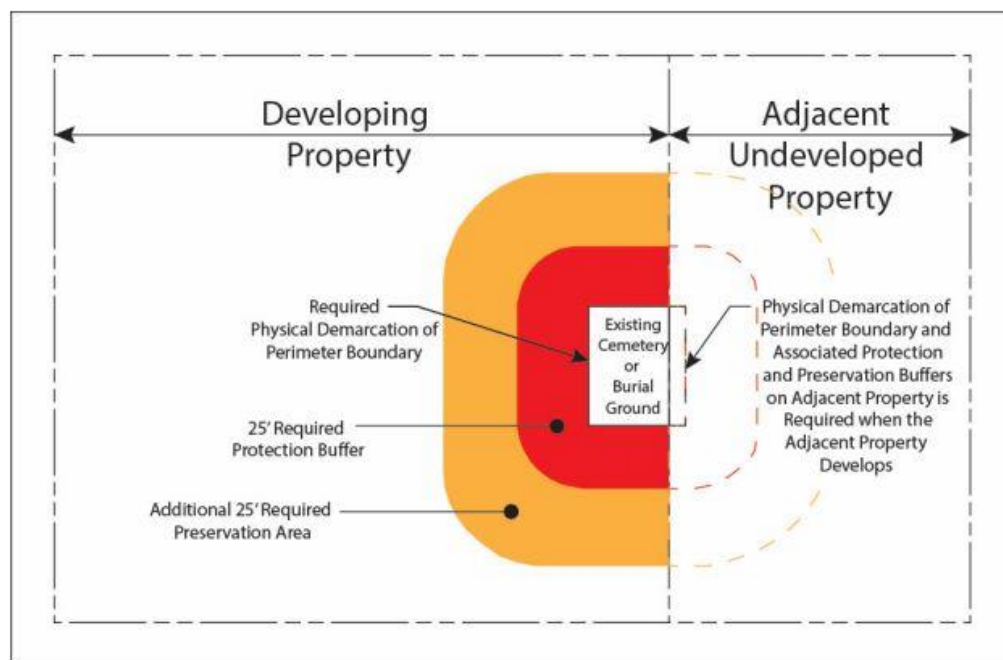 Developing
Property
Adjacent
Undeveloped
Property
Required
Physical Demarcation of
Perimeter Boundary
Existing
Cemetery
or
Burial
Ground
Physical Demarcation of
Perimeter Boundary and
Associated Protection
and Preservation Buffers
on Adjacent Property is
Required when the
Adjacent Property
Develops
25' Required
Protection Buffer
Additional 25' Required
Preservation Area